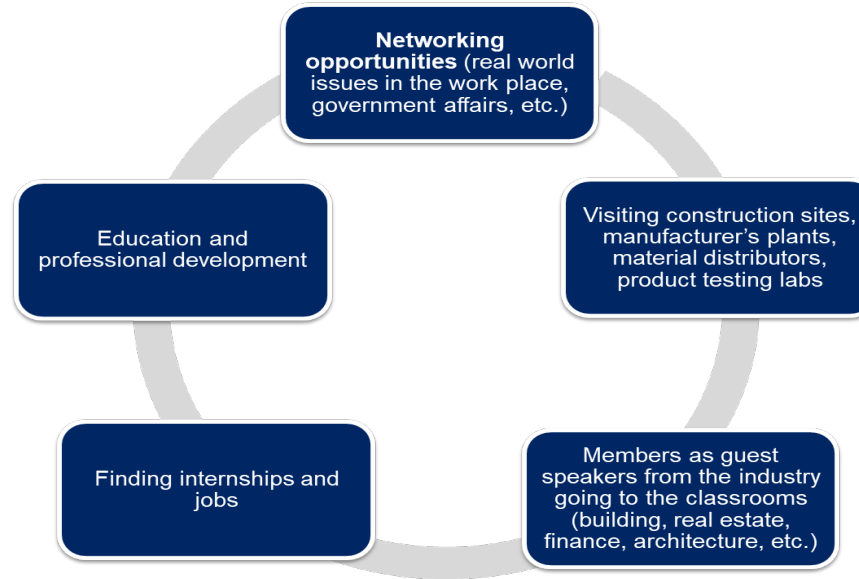 Networking
opportunities (real world
issues in the work place,
government affairs, etc.)
Visiting construction sites,
manufacturer's plants,
material distributors,
product testing labs
Members as guest
speakers from the industry
going to the classrooms
(building, real estate,
finance, architecture, etc.)
Finding internships and
jobs
Education and
professional development